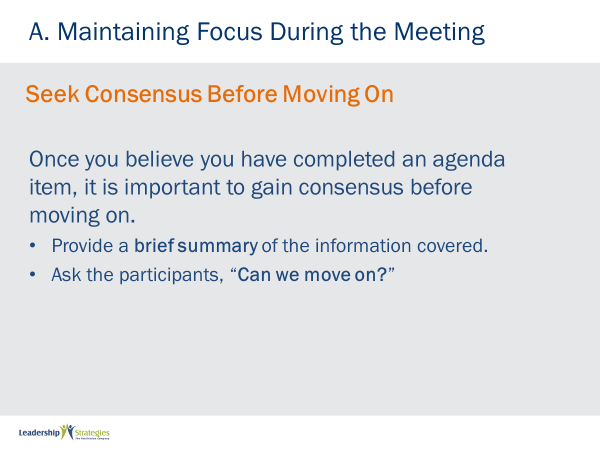 A. Maintaining Focus During the Meeting
Seek Consensus Before Moving On
Once you believe you have completed an agenda
item, it is important to gain consensus before
moving on.
• Provide a brief summary of the information covered.
• Ask the participants, “Can we move on?”
Leadership Strategies
The Facilitation Company